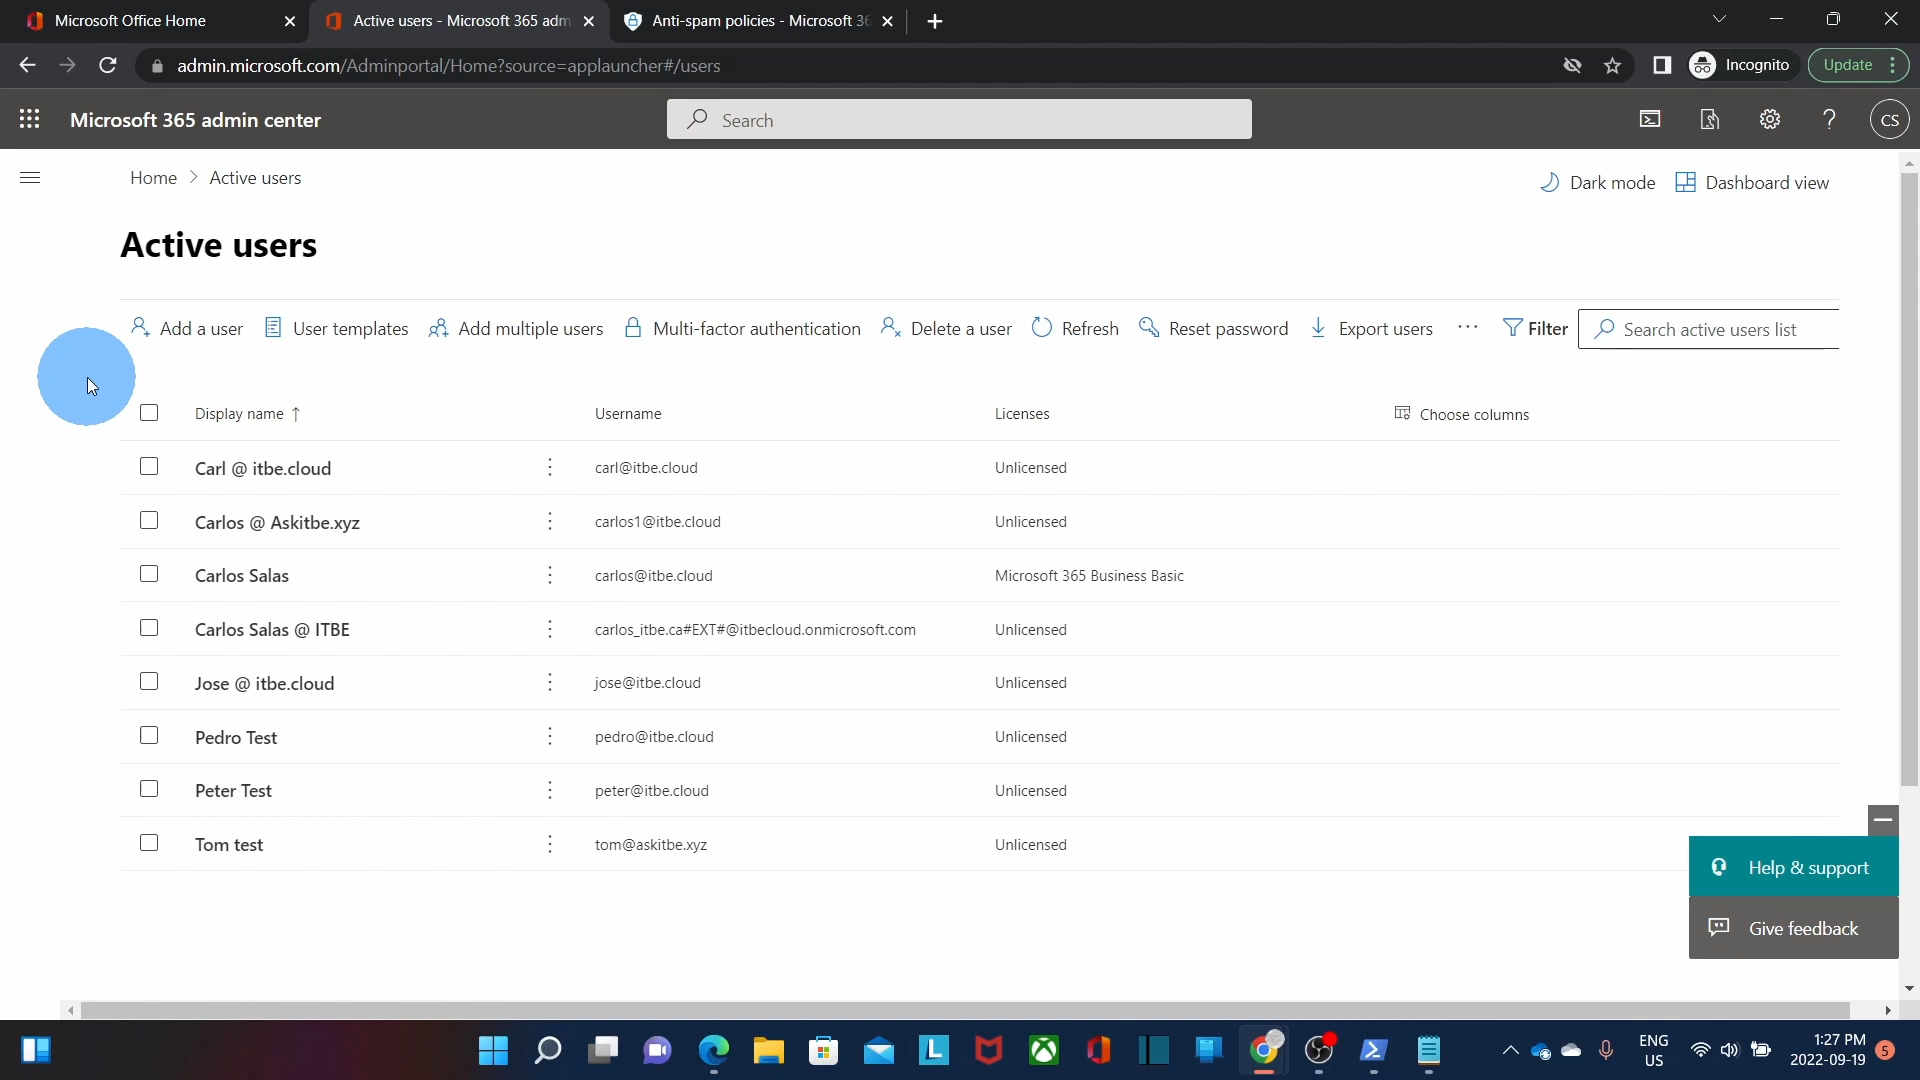 Microsoft Office Home
Active users - Microsoft 365 adm
Anti-spam policies - Microsoft 36
admin.microsoft.com/Adminportal/Home?source=applauncher#/users
Incognito
Update
Microsoft 365 admin center
Search
CS
Home > Active users
Dark mode
Dashboard view
Active users
Add a user
User templates
Add multiple users
Multi-factor authentication
Delete a user
Refresh
Reset password
Export users
Filter
Search active users list
Display name ↑ Username Licenses Choose columns
Carl @ itbe.cloud carl@itbe.cloud Unlicensed
Carlos @ Askitbe.xyz carlos1@itbe.cloud Unlicensed
Carlos Salas carlos@itbe.cloud Microsoft 365 Business Basic
Carlos Salas @ ITBE carlos_itbe.ca#EXT#@itbecloud.onmicrosoft.com Unlicensed
Jose @ itbe.cloud jose@itbe.cloud Unlicensed
Pedro Test pedro@itbe.cloud Unlicensed
Peter Test peter@itbe.cloud Unlicensed
Tom test tom@askitbe.xyz Unlicensed
Help & support
Give feedback
L
ENG
US
1:27 PM
2022-09-19
5